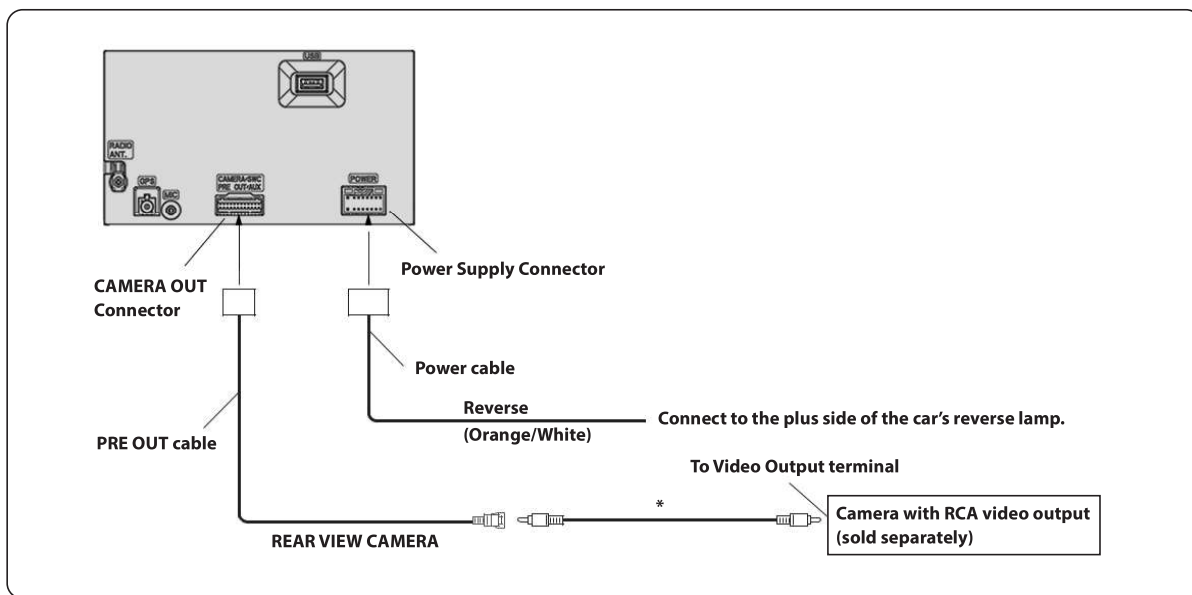 USB
RADIO
ANT.
GPS
MIC
CAMERA•SWC
PRE OUT•AUX
POWER
Power Supply Connector
CAMERA OUT
Connector
Power cable
Reverse
(Orange/White)
Connect to the plus side of the car’s reverse lamp.
PRE OUT cable
To Video Output terminal
*
Camera with RCA video output
(sold separately)
REAR VIEW CAMERA